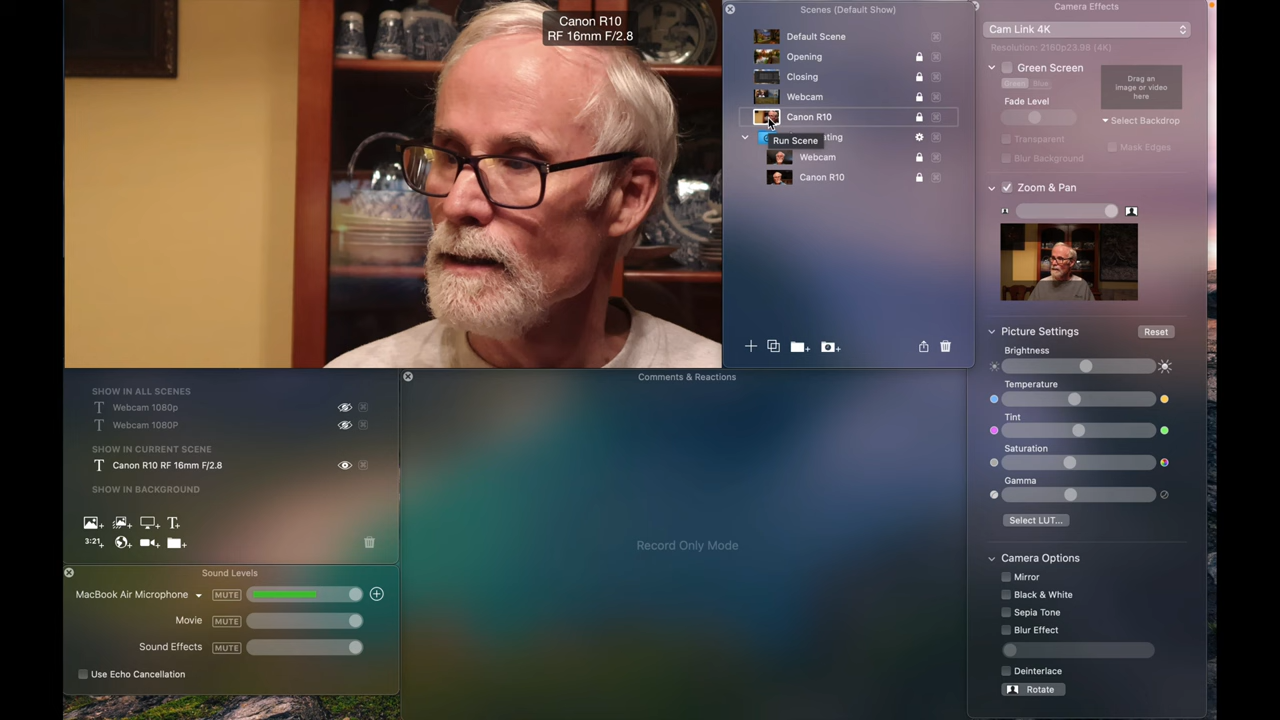 Canon R10
RF 16mm F/2.8
Scenes (Default Show)
Default Scene
Opening
Closing
Webcam
Canon R10
Run Scene
ating
Webcam
Canon R10
Camera Effects
Cam Link 4K
Resolution: 2160p23.98 (4K)
Green Screen
Green Blue
Fade Level
Transparent
Blur Background
Drag an
image or video
here
Select Backdrop
Mask Edges
Zoom & Pan
Picture Settings
Reset
Brightness
Temperature
Tint
Saturation
Gamma
Select LUT...
Camera Options
Mirror
Black & White
Sepia Tone
Blur Effect
Deinterlace
Rotate
SHOW IN ALL SCENES
Webcam 1080p
Webcam 1080P
SHOW IN CURRENT SCENE
Canon R10 RF 16mm F/2.8
SHOW IN BACKGROUND
3:21+
Sound Levels
MacBook Air Microphone
MUTE
Movie
MUTE
Sound Effects
MUTE
Use Echo Cancellation
Comments & Reactions
Record Only Mode